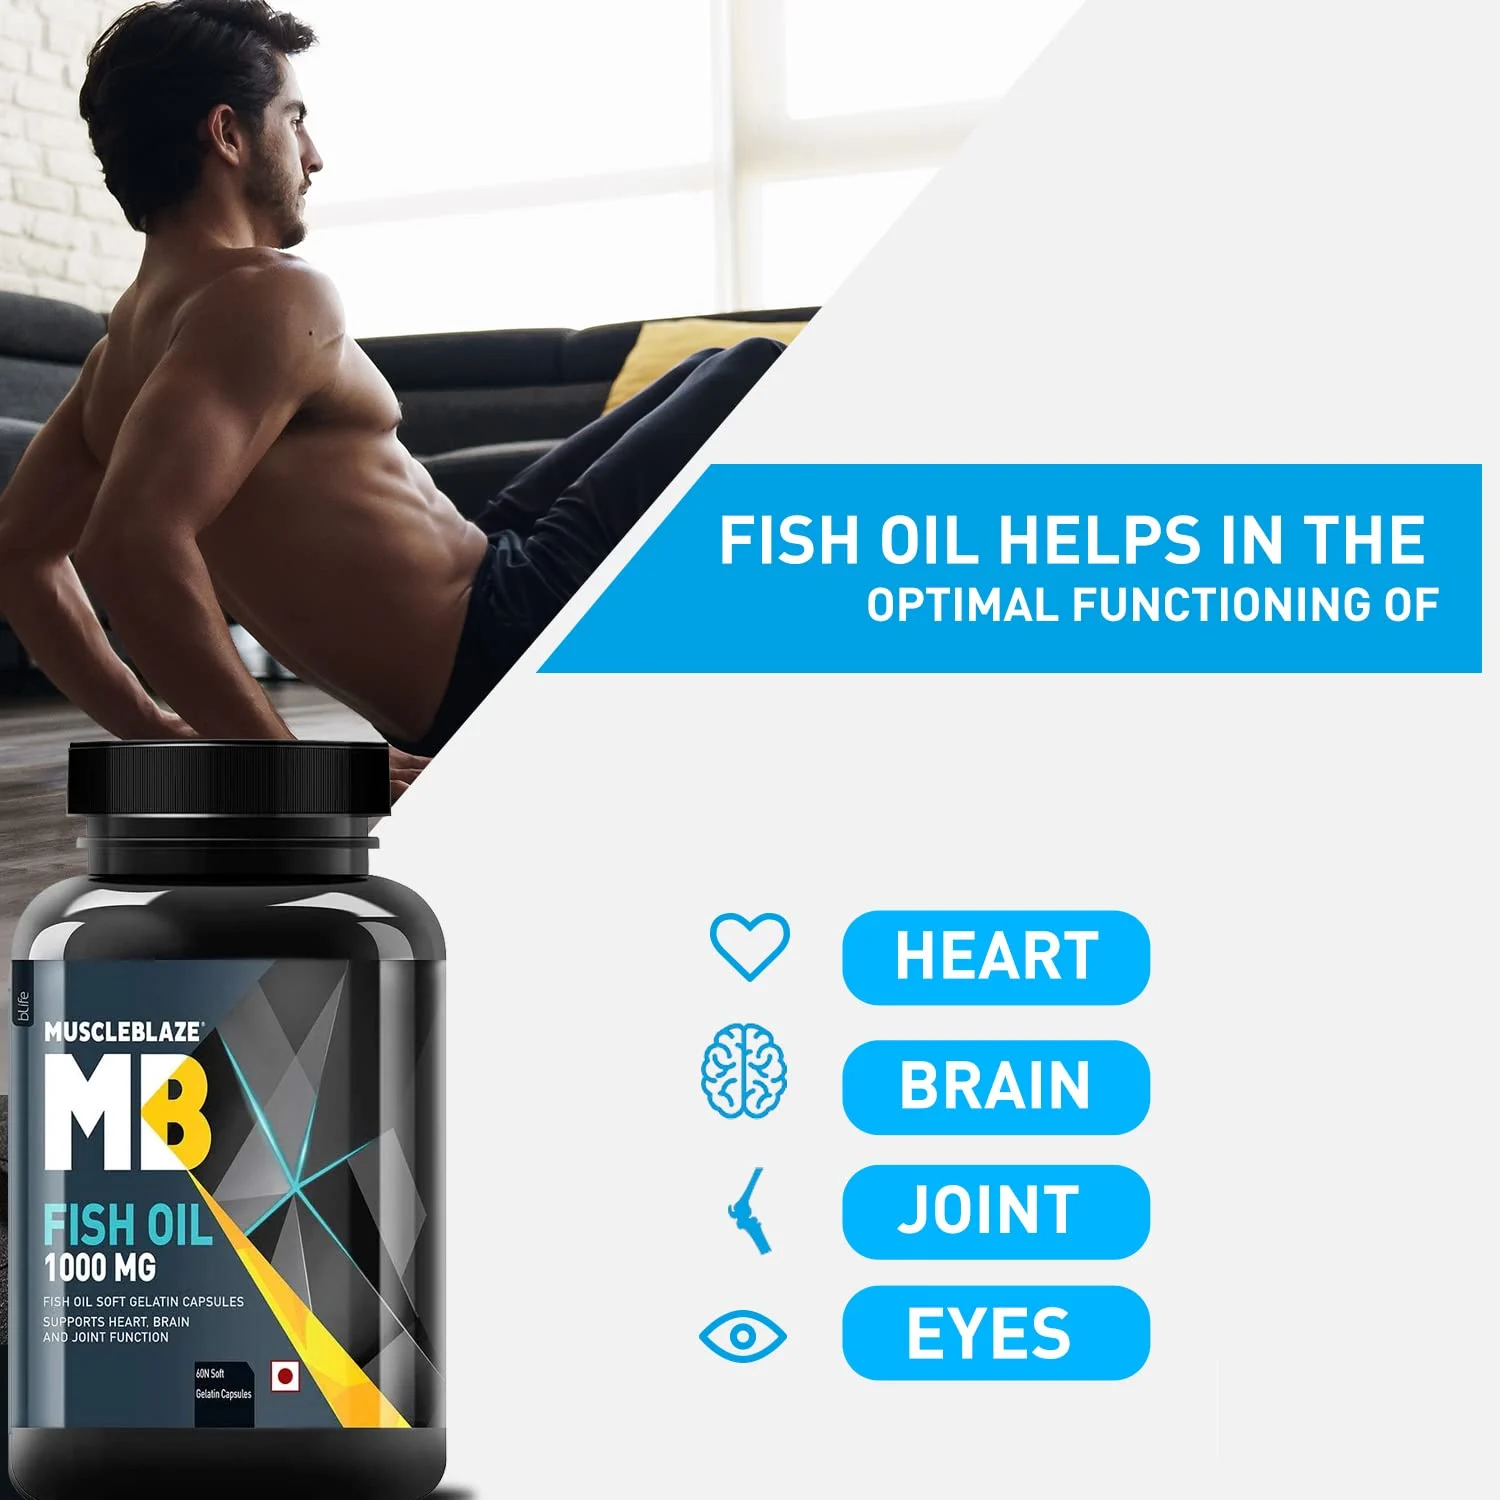 FISH OIL HELPS IN THE
OPTIMAL FUNCTIONING OF
HEART
BRAIN
JOINT
EYES
bLife
MUSCLEBLAZE®
MB
FISH OIL
1000 MG
FISH OIL SOFT GELATIN CAPSULES
SUPPORTS HEART, BRAIN
AND JOINT FUNCTION
60N Soft
Gelatin Capsules